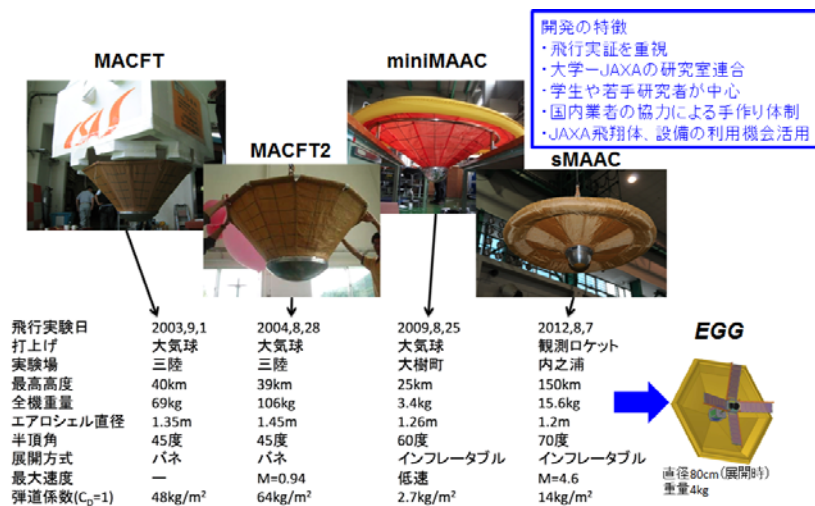 MACFT
miniMAAC
開発の特徴
・飛行実証を重視
・大学ーJAXAの研究室連合
・学生や若手研究者が中心
・国内業者の協力による手作り体制
・JAXA飛翔体、設備の利用機会活用
MACFT2
sMAAC
飛行実験日 2003,9,1 2004,8,28 2009,8,25 2012,8,7
打上げ 大気球 大気球 大気球 観測ロケット
実験場 三陸 三陸 大樹町 内之浦
最高高度 40km 39km 25km 150km
全機重量 69kg 106kg 3.4kg 15.6kg
エアロシェル直径 1.35m 1.45m 1.26m 1.2m
半頂角 45度 45度 60度 70度
展開方式 バネ バネ インフレータブル インフレータブル
最大速度 — M=0.94 低速 M=4.6
弾道係数(C_D=1) 48kg/m² 64kg/m² 2.7kg/m² 14kg/m²
EGG
直径80cm(展開時)
重量4kg